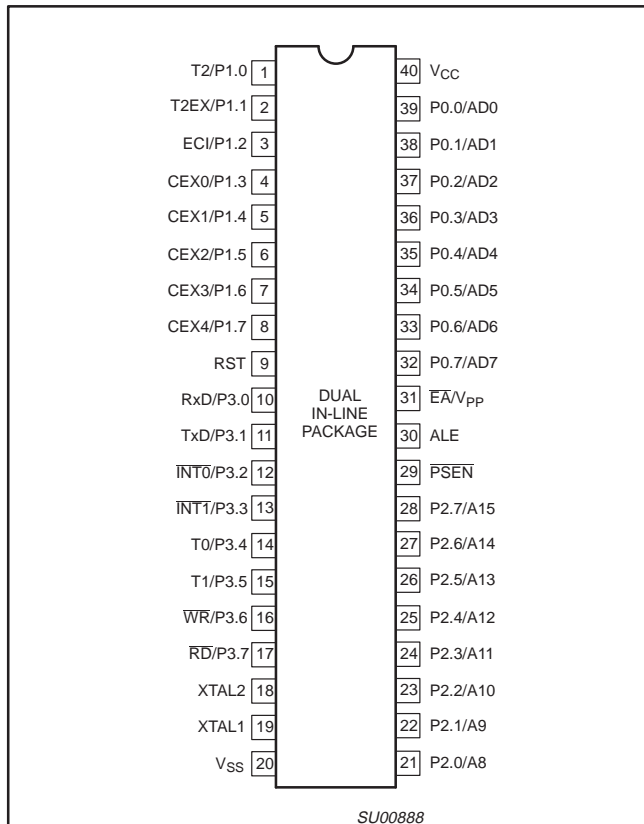 T2/P1.0 1 40 VCC
T2EX/P1.1 2 39 P0.0/AD0
ECI/P1.2 3 38 P0.1/AD1
CEX0/P1.3 4 37 P0.2/AD2
CEX1/P1.4 5 36 P0.3/AD3
CEX2/P1.5 6 35 P0.4/AD4
CEX3/P1.6 7 34 P0.5/AD5
CEX4/P1.7 8 33 P0.6/AD6
RST 9 32 P0.7/AD7
RxD/P3.0 10 31 E̅A̅/VPP
TxD/P3.1 11 30 ALE
I̅N̅T̅0̅/P3.2 12 29 P̅S̅E̅N̅
I̅N̅T̅1̅/P3.3 13 28 P2.7/A15
T0/P3.4 14 27 P2.6/A14
T1/P3.5 15 26 P2.5/A13
W̅R̅/P3.6 16 25 P2.4/A12
R̅D̅/P3.7 17 24 P2.3/A11
XTAL2 18 23 P2.2/A10
XTAL1 19 22 P2.1/A9
VSS 20 21 P2.0/A8
DUAL
IN-LINE
PACKAGE
SU00888